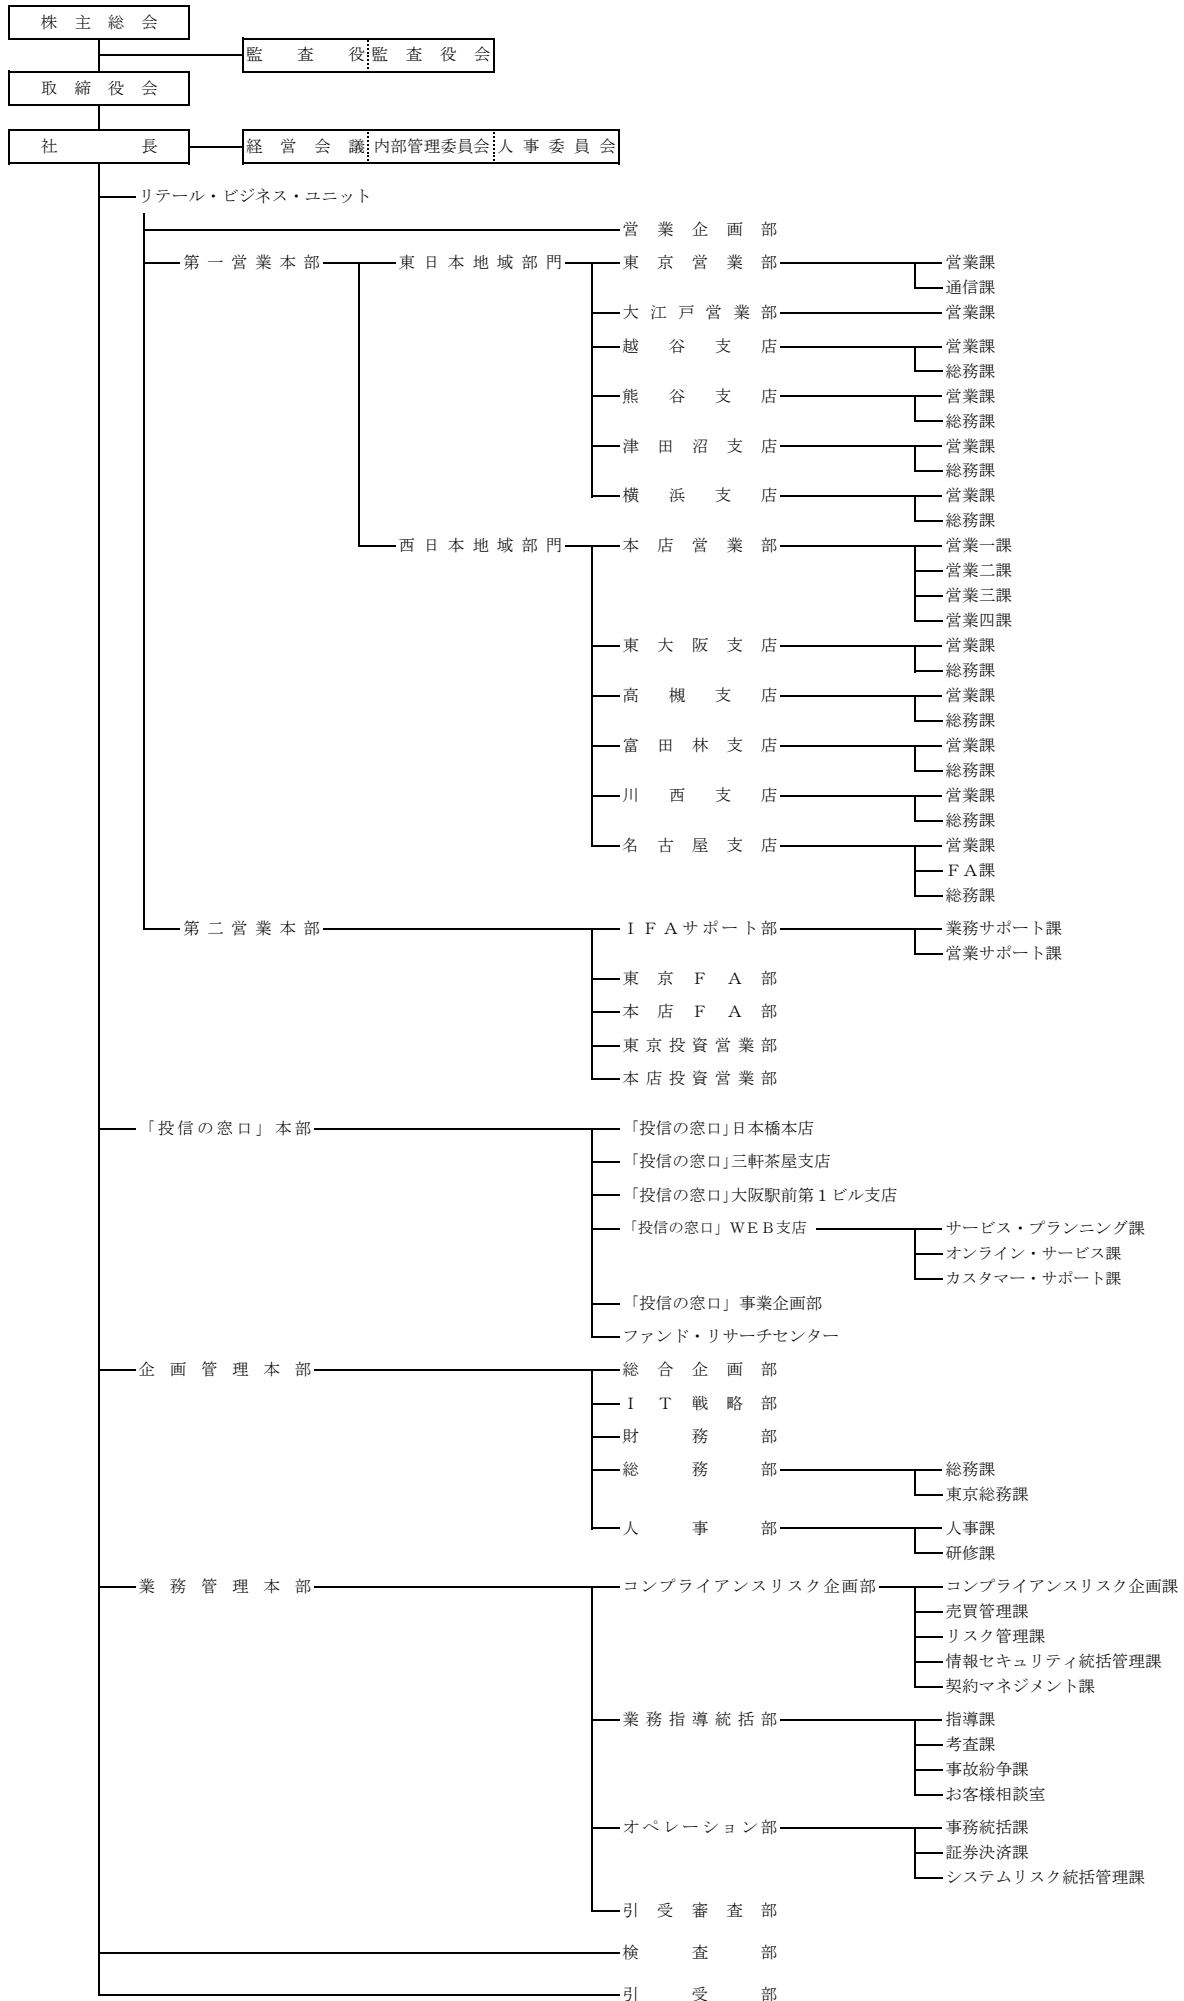 株主総会
監査役 監査役会
取締役会
社長 経営会議 内部管理委員会 人事委員会
リテール・ビジネス・ユニット
営業企画部
第一営業本部 東日本地域部門 東京営業部 営業課
通信課
大江戸営業部 営業課
越谷支店 営業課
総務課
熊谷支店 営業課
総務課
津田沼支店 営業課
総務課
横浜支店 営業課
総務課
西日本地域部門 本店営業部 営業一課
営業二課
営業三課
営業四課
東大阪支店 営業課
総務課
高槻支店 営業課
総務課
富田林支店 営業課
総務課
川西支店 営業課
総務課
名古屋支店 営業課
ＦＡ課
総務課
第二営業本部 ＩＦＡサポート部 業務サポート課
営業サポート課
東京ＦＡ部
本店ＦＡ部
東京投資営業部
本店投資営業部
「投信の窓口」本部 「投信の窓口」日本橋本店
「投信の窓口」三軒茶屋支店
「投信の窓口」大阪駅前第１ビル支店
「投信の窓口」ＷＥＢ支店 サービス・プランニング課
オンライン・サービス課
カスタマー・サポート課
「投信の窓口」事業企画部
ファンド・リサーチセンター
企画管理本部 総合企画部
ＩＴ戦略部
財務部
総務部 総務課
東京総務課
人事部 人事課
研修課
業務管理本部 コンプライアンスリスク企画部 コンプライアンスリスク企画課
売買管理課
リスク管理課
情報セキュリティ統括管理課
契約マネジメント課
業務指導統括部 指導課
考査課
事故紛争課
お客様相談室
オペレーション部 事務統括課
証券決済課
システムリスク統括管理課
引受審査部
検査部
引受部